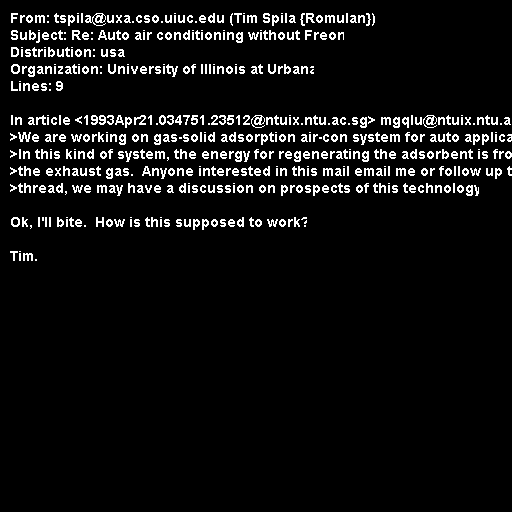 From: tspila@uxa.cso.uiuc.edu (Tim Spila {Romulan})
Subject: Re: Auto air conditioning without Freon
Distribution: usa
Organization: University of Illinois at Urbana
Lines: 9

In article <1993Apr21.034751.23512@ntuix.ntu.ac.sg> mgqlu@ntuix.ntu.a
>We are working on gas-solid adsorption air-con system for auto applica
>In this kind of system, the energy for regenerating the adsorbent is fro
>the exhaust gas.  Anyone interested in this mail email me or follow up t
>thread, we may have a discussion on prospects of this technology

Ok, I'll bite.  How is this supposed to work?

Tim.